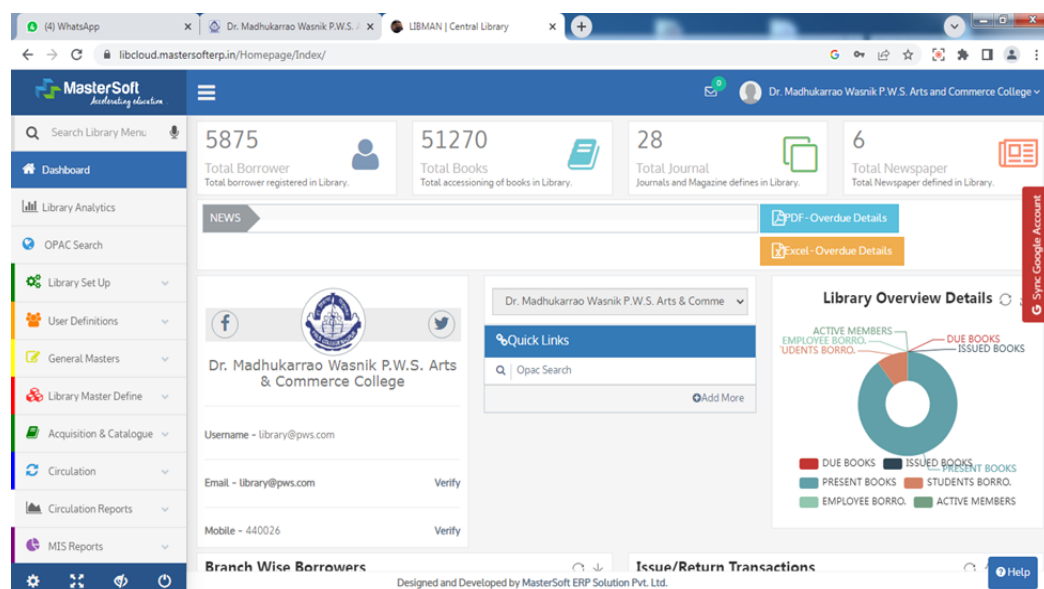 (4) WhatsApp
Dr. Madhukarrao Wasnik P.W.S. A
LIBMAN | Central Library
libcloud.mastersofterp.in/Homepage/Index/
MasterSoft
Accelerating education
0
Dr. Madhukarrao Wasnik P.W.S. Arts and Commerce College
Search Library Menu
Dashboard
Library Analytics
OPAC Search
Library Set Up
User Definitions
General Masters
Library Master Define
Acquisition & Catalogue
Circulation
Circulation Reports
MIS Reports
5875
Total Borrower
Total borrower registered in Library.
51270
Total Books
Total accessioning of books in Library.
28
Total Journal
Journals and Magazine defines in Library.
6
Total Newspaper
Total Newspaper defined in Library.
NEWS
PDF - Overdue Details
Excel - Overdue Details
G Sync Google Account
Dr. Madhukarrao Wasnik P.W.S. Arts
& Commerce College
Username - library@pws.com
Email - library@pws.com Verify
Mobile - 440026 Verify
Dr. Madhukarrao Wasnik P.W.S. Arts & Comme
Quick Links
Opac Search
Add More
Library Overview Details
ACTIVE MEMBERS
EMPLOYEE BORRO.
UDENTS BORRO.
DUE BOOKS
ISSUED BOOKS
PRESENT BOOKS
DUE BOOKS ISSUED BOOKS
PRESENT BOOKS STUDENTS BORRO.
EMPLOYEE BORRO. ACTIVE MEMBERS
Branch Wise Borrowers
Issue/Return Transactions
Help
Designed and Developed by MasterSoft ERP Solution Pvt. Ltd.